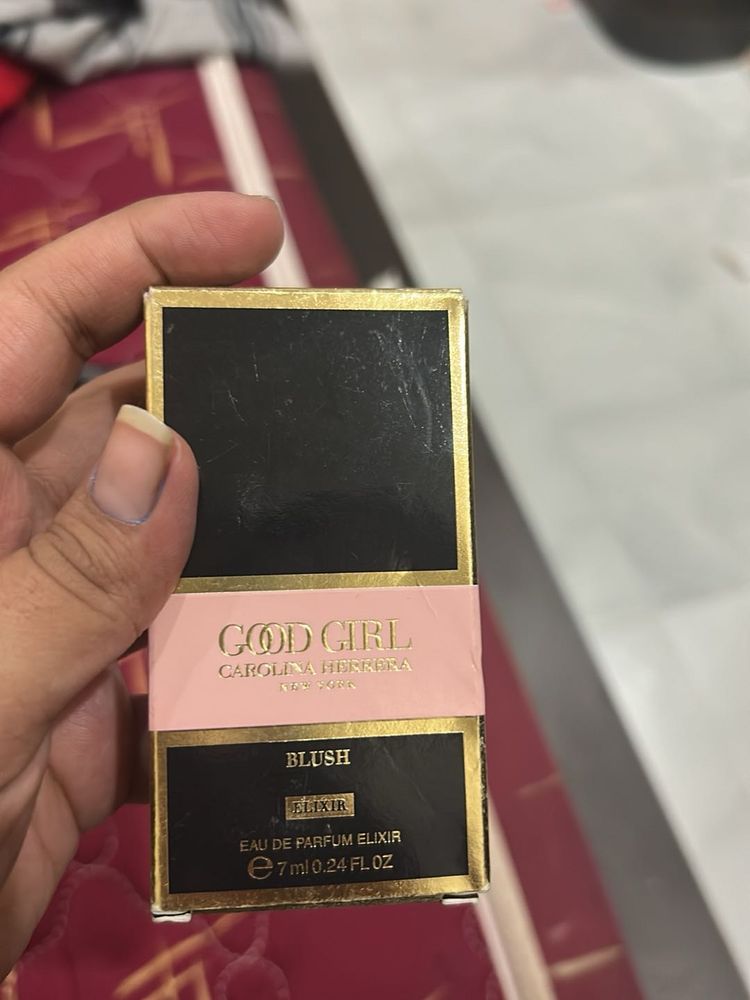 GOOD GIRL
CAROLINA HERRERA
NEW YORK
BLUSH
ELIXIR
EAU DE PARFUM ELIXIR
℮ 7 ml 0.24 FL OZ